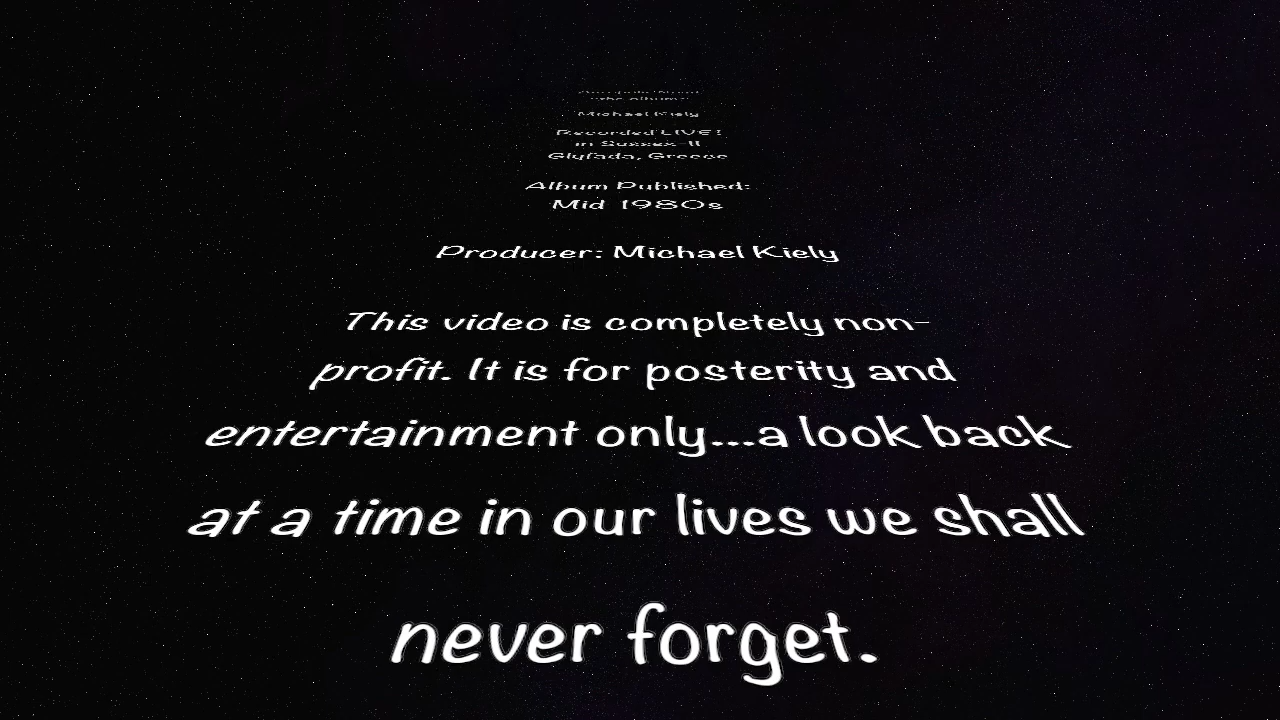 "the album"
Michael Kiely
Recorded LIVE!
in Sussex-II
Glyfada, Greece
Album Published:
Mid 1980s
Producer: Michael Kiely
This video is completely non-
profit. It is for posterity and
entertainment only...a look back
at a time in our lives we shall
never forget.